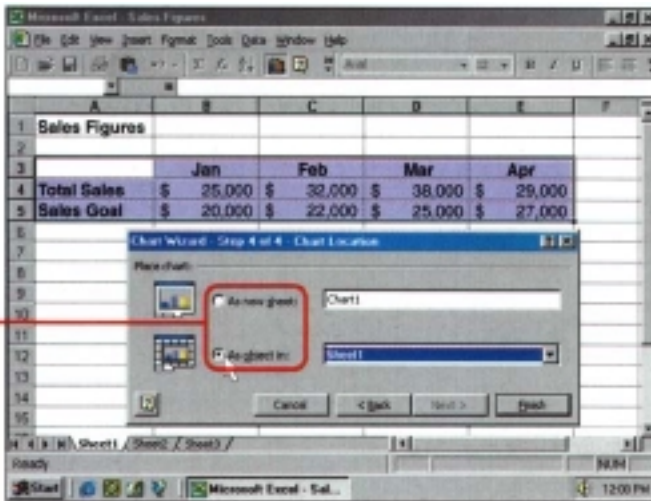 Microsoft Excel - Sales Figures
File Edit View Insert Format Tools Data Window Help
Arial
B I U
A B C D E F
1 Sales Figures
2
3 Jan Feb Mar Apr
4 Total Sales $ 25,000 $ 32,000 $ 38,000 $ 29,000
5 Sales Goal $ 20,000 $ 22,000 $ 25,000 $ 27,000
6
7
8
9
10
11
12
13
14
15
Chart Wizard - Step 4 of 4 - Chart Location
Place chart:
As new sheet: Chart1
As object in: Sheet1
Cancel < Back Next > Finish
Sheet1 / Sheet2 / Sheet3 /
Ready NUM
Start Microsoft Excel - Sal... 12:00 PM